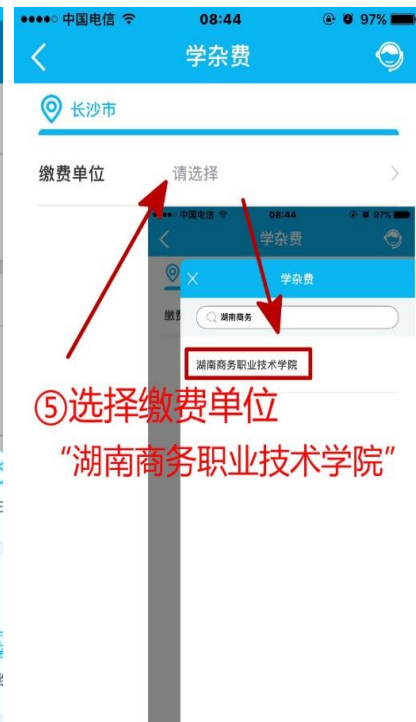 中国电信 08:44 97%
学杂费
长沙市
缴费单位 请选择
中国电信 08:44 97%
学杂费
学杂费
缴费
湖南商务
湖南商务职业技术学院
⑤选择缴费单位
“湖南商务职业技术学院”